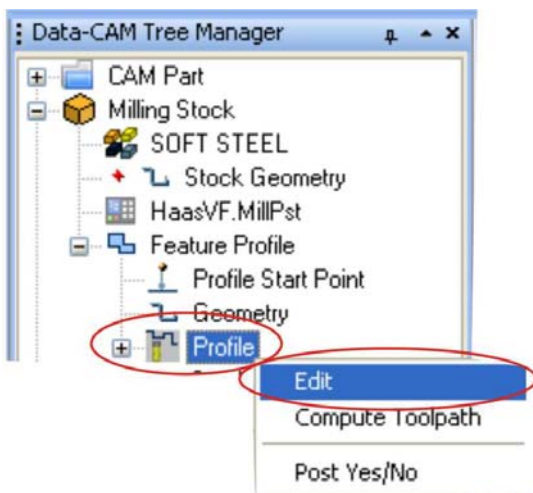 Data-CAM Tree Manager
CAM Part
Milling Stock
SOFT STEEL
Stock Geometry
HaasVF.MillPst
Feature Profile
Profile Start Point
Geometry
Profile
Edit
Compute Toolpath
Post Yes/No